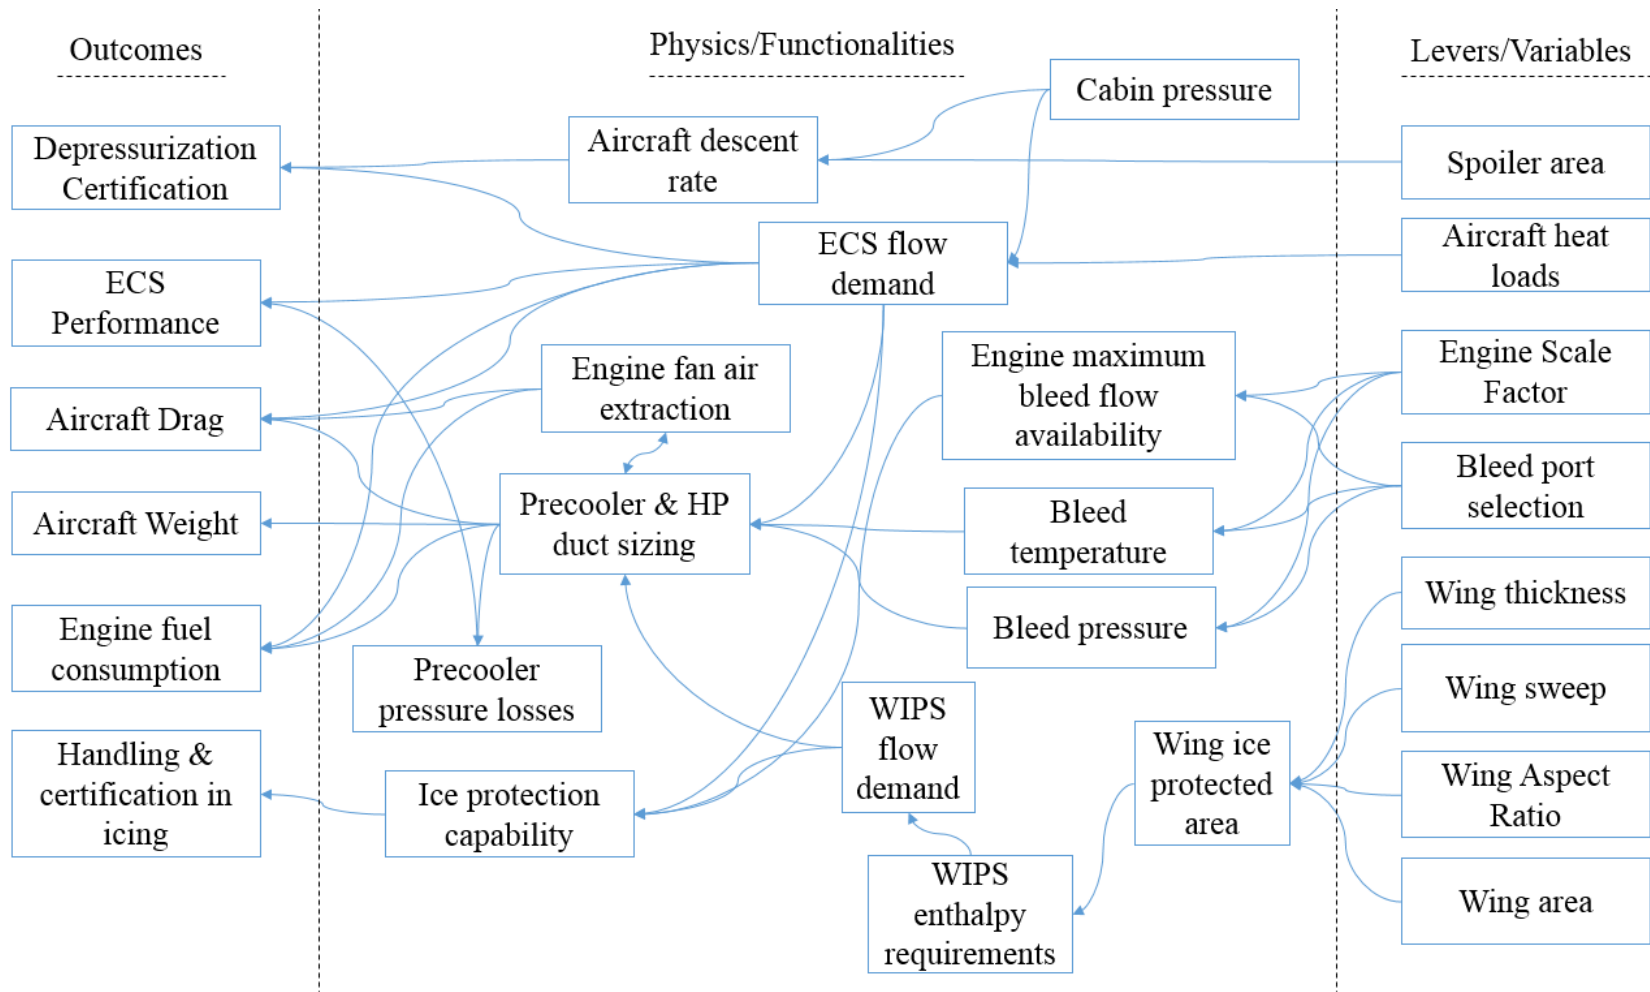 Outcomes
Physics/Functionalities
Levers/Variables
Depressurization
Certification
ECS
Performance
Aircraft Drag
Aircraft Weight
Engine fuel
consumption
Handling &
certification in
icing
Cabin pressure
Aircraft descent
rate
ECS flow
demand
Engine fan air
extraction
Engine maximum
bleed flow
availability
Precooler & HP
duct sizing
Bleed
temperature
Bleed pressure
Precooler
pressure losses
WIPS
flow
demand
Wing ice
protected
area
Ice protection
capability
WIPS
enthalpy
requirements
Spoiler area
Aircraft heat
loads
Engine Scale
Factor
Bleed port
selection
Wing thickness
Wing sweep
Wing Aspect
Ratio
Wing area